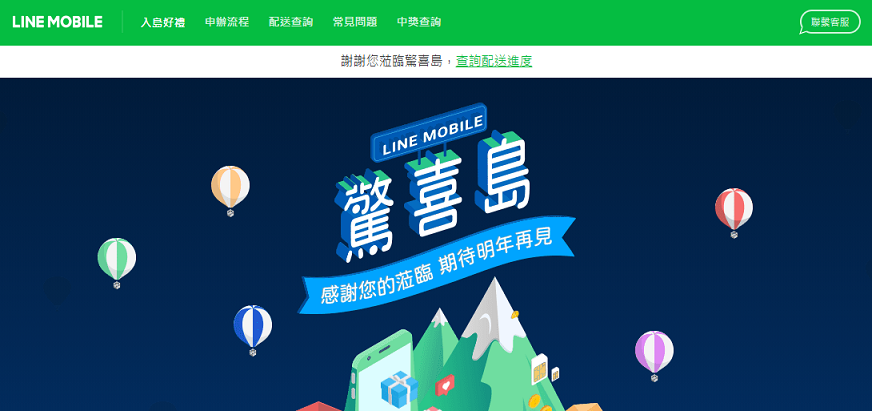 LINE MOBILE 入島好禮 申辦流程 配送查詢 常見問題 中獎查詢 聯繫客服
謝謝您蒞臨驚喜島，查詢配送進度
LINE MOBILE
驚喜島
感謝您的蒞臨 期待明年再見